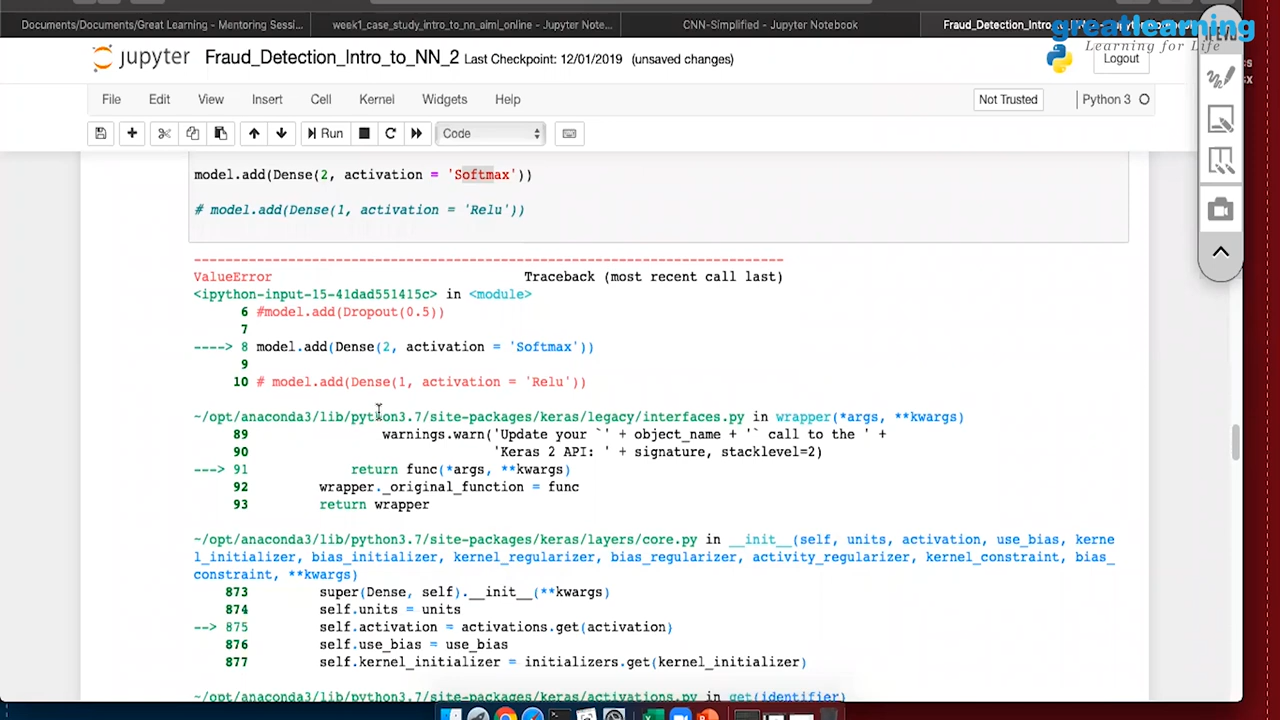 Documents/Documents/Great Learning - Mentoring Sessi...
week1_case_study_intro_to_nn_aiml_online - Jupyter Note...
CNN-Simplified - Jupyter Notebook
Fraud_Detection_Intro
greatlearning
Learning for Life
jupyter
Fraud_Detection_Intro_to_NN_2 Last Checkpoint: 12/01/2019 (unsaved changes)
Logout
File Edit View Insert Cell Kernel Widgets Help
Not Trusted
Python 3
Run
Code
model.add(Dense(2, activation = 'Softmax'))
# model.add(Dense(1, activation = 'Relu'))
ValueError Traceback (most recent call last)
<ipython-input-15-41dad551415c> in <module>
6 #model.add(Dropout(0.5))
7
----> 8 model.add(Dense(2, activation = 'Softmax'))
9
10 # model.add(Dense(1, activation = 'Relu'))
~/opt/anaconda3/lib/python3.7/site-packages/keras/legacy/interfaces.py in wrapper(*args, **kwargs)
89 warnings.warn('Update your `' + object_name + '` call to the ' +
90 'Keras 2 API: ' + signature, stacklevel=2)
---> 91 return func(*args, **kwargs)
92 wrapper._original_function = func
93 return wrapper
~/opt/anaconda3/lib/python3.7/site-packages/keras/layers/core.py in __init__(self, units, activation, use_bias, kerne
l_initializer, bias_initializer, kernel_regularizer, bias_regularizer, activity_regularizer, kernel_constraint, bias_
constraint, **kwargs)
873 super(Dense, self).__init__(**kwargs)
874 self.units = units
--> 875 self.activation = activations.get(activation)
876 self.use_bias = use_bias
877 self.kernel_initializer = initializers.get(kernel_initializer)
~/opt/anaconda3/lib/python3.7/site-packages/keras/activations.py in get(identifier)